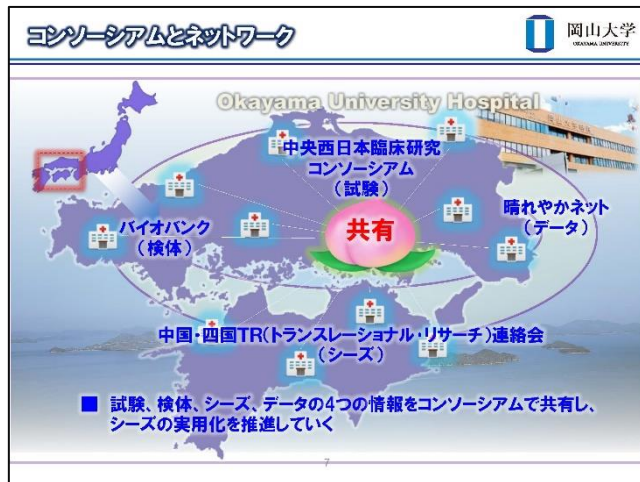 コンソーシアムとネットワーク
岡山大学
OKAYAMA UNIVERSITY
Okayama University Hospital
中央西日本臨床研究
コンソーシアム
(試験)
バイオバンク
(検体)
共有
晴れやかネット
(データ)
中国・四国TR(トランスレーショナル・リサーチ)連絡会
(シーズ)
■ 試験、検体、シーズ、データの4つの情報をコンソーシアムで共有し、
シーズの実用化を推進していく
7